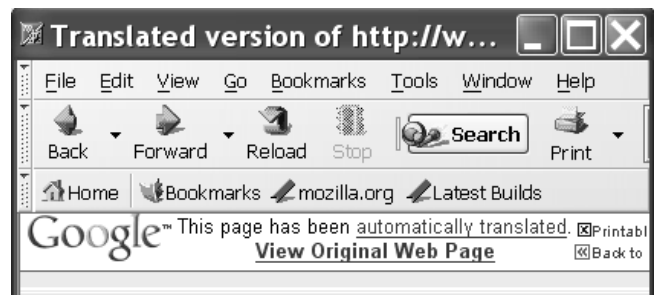 Translated version of http://w...
File Edit View Go Bookmarks Tools Window Help
Back Forward Reload Stop Search Print
Home Bookmarks mozilla.org Latest Builds
Google™ This page has been automatically translated. Printabl
View Original Web Page Back to